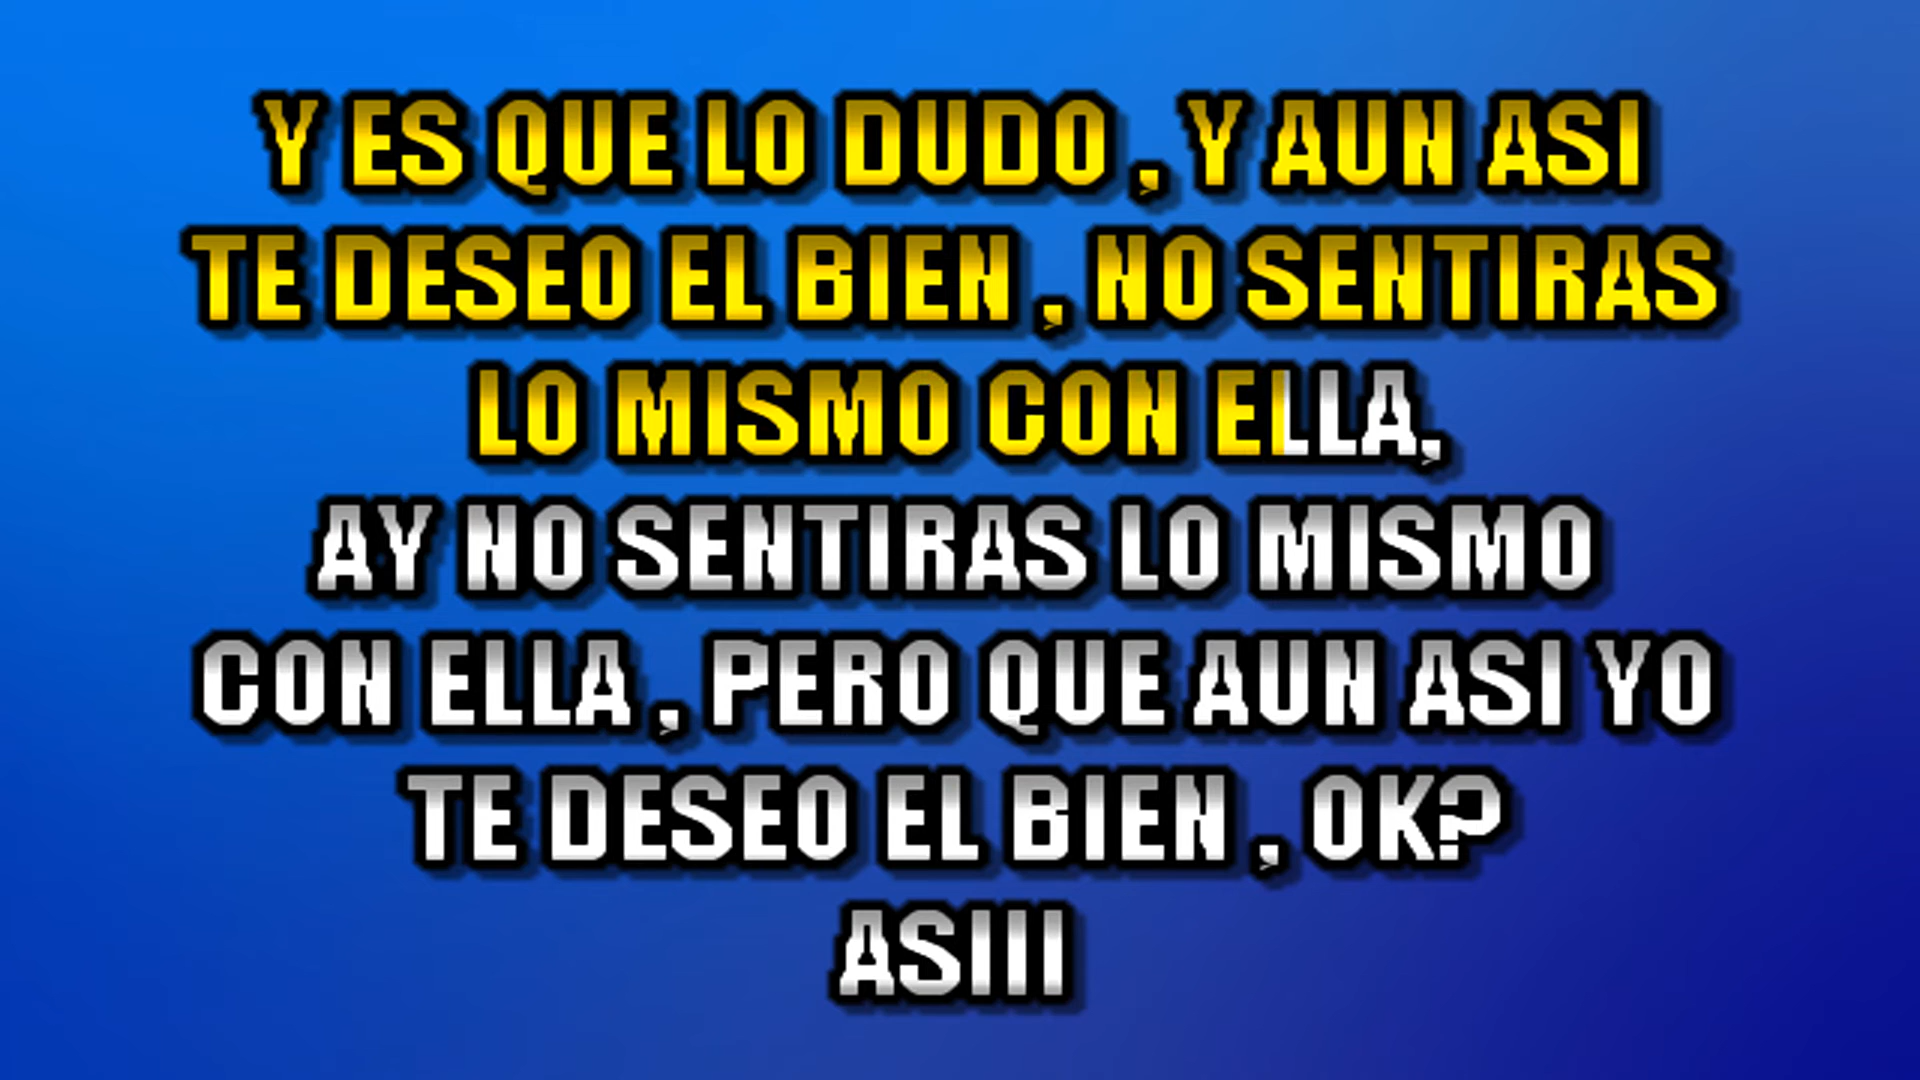 Y ES QUE LO DUDO , Y AUN ASI
TE DESEO EL BIEN , NO SENTIRAS
LO MISMO CON ELLA,
AY NO SENTIRAS LO MISMO
CON ELLA , PERO QUE AUN ASI YO
TE DESEO EL BIEN , OK?
ASIII